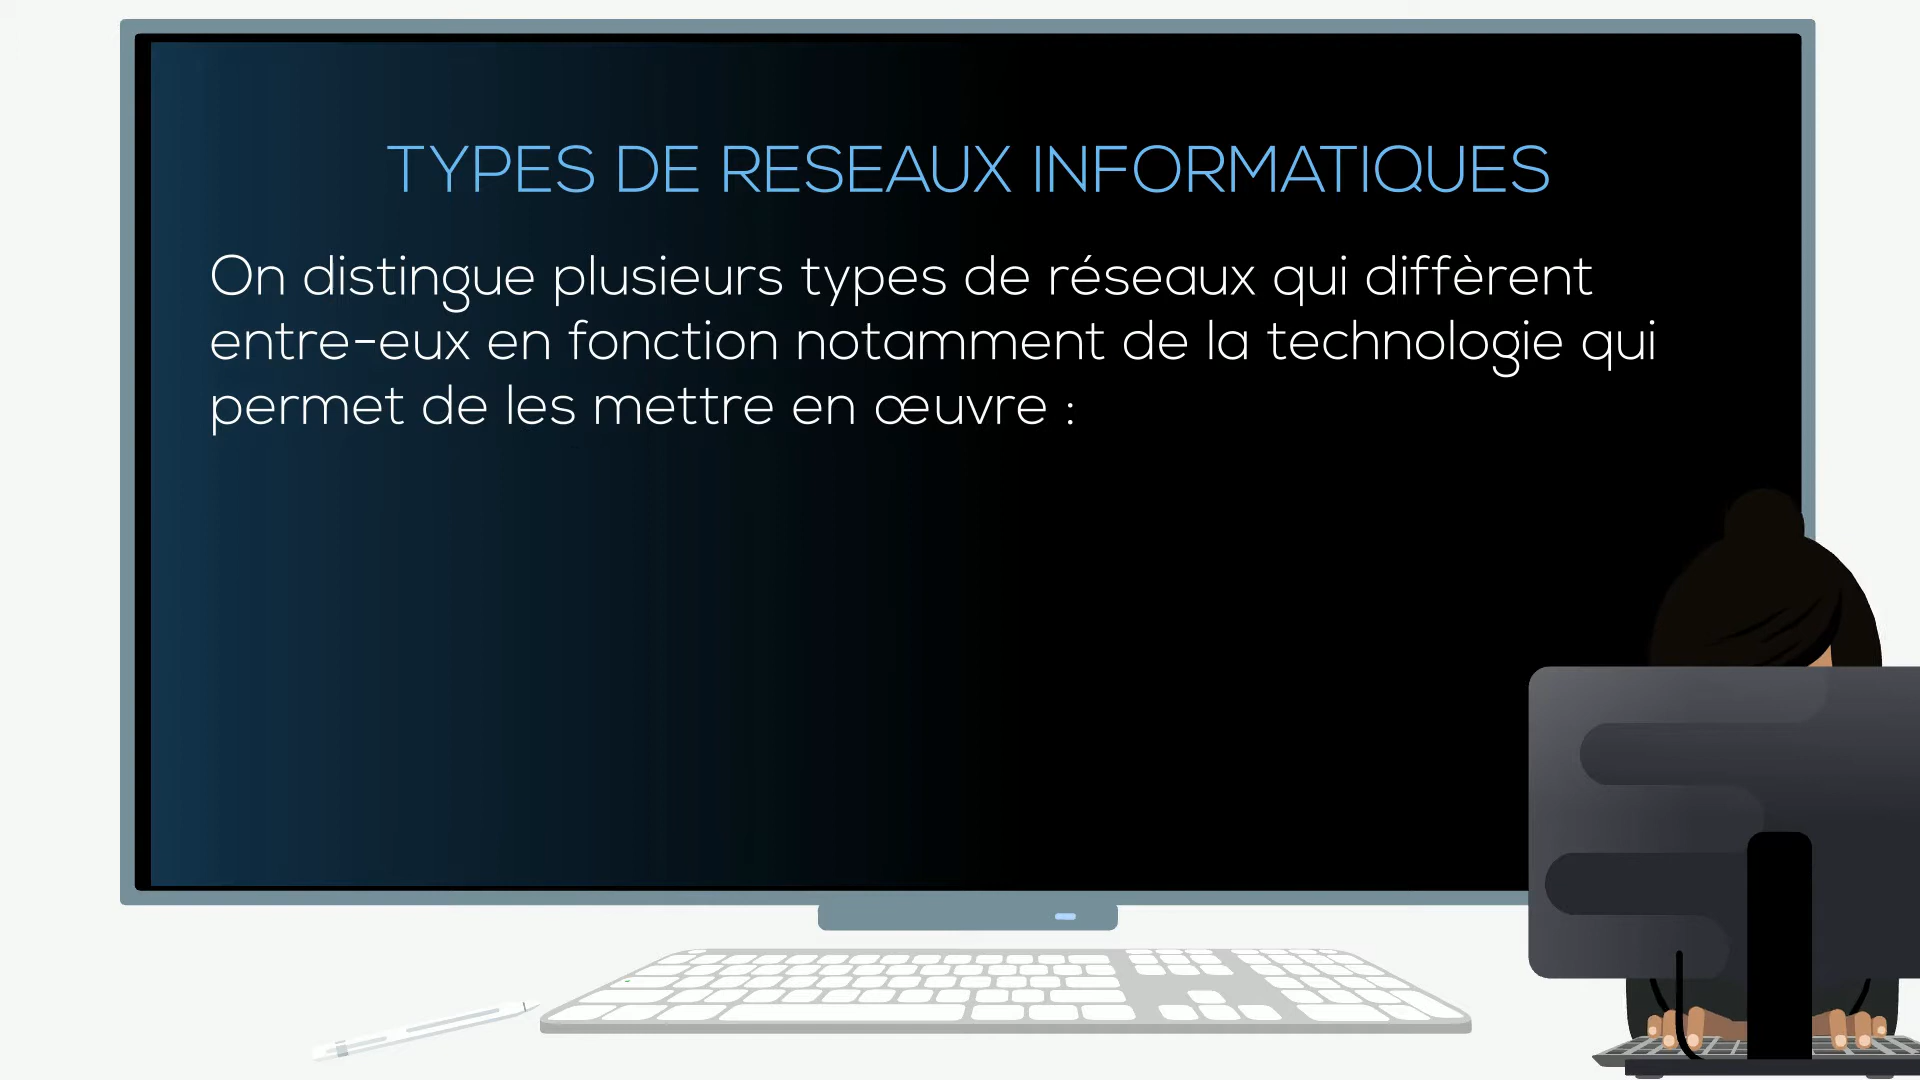 TYPES DE RESEAUX INFORMATIQUES
On distingue plusieurs types de réseaux qui diffèrent
entre-eux en fonction notamment de la technologie qui
permet de les mettre en œuvre :